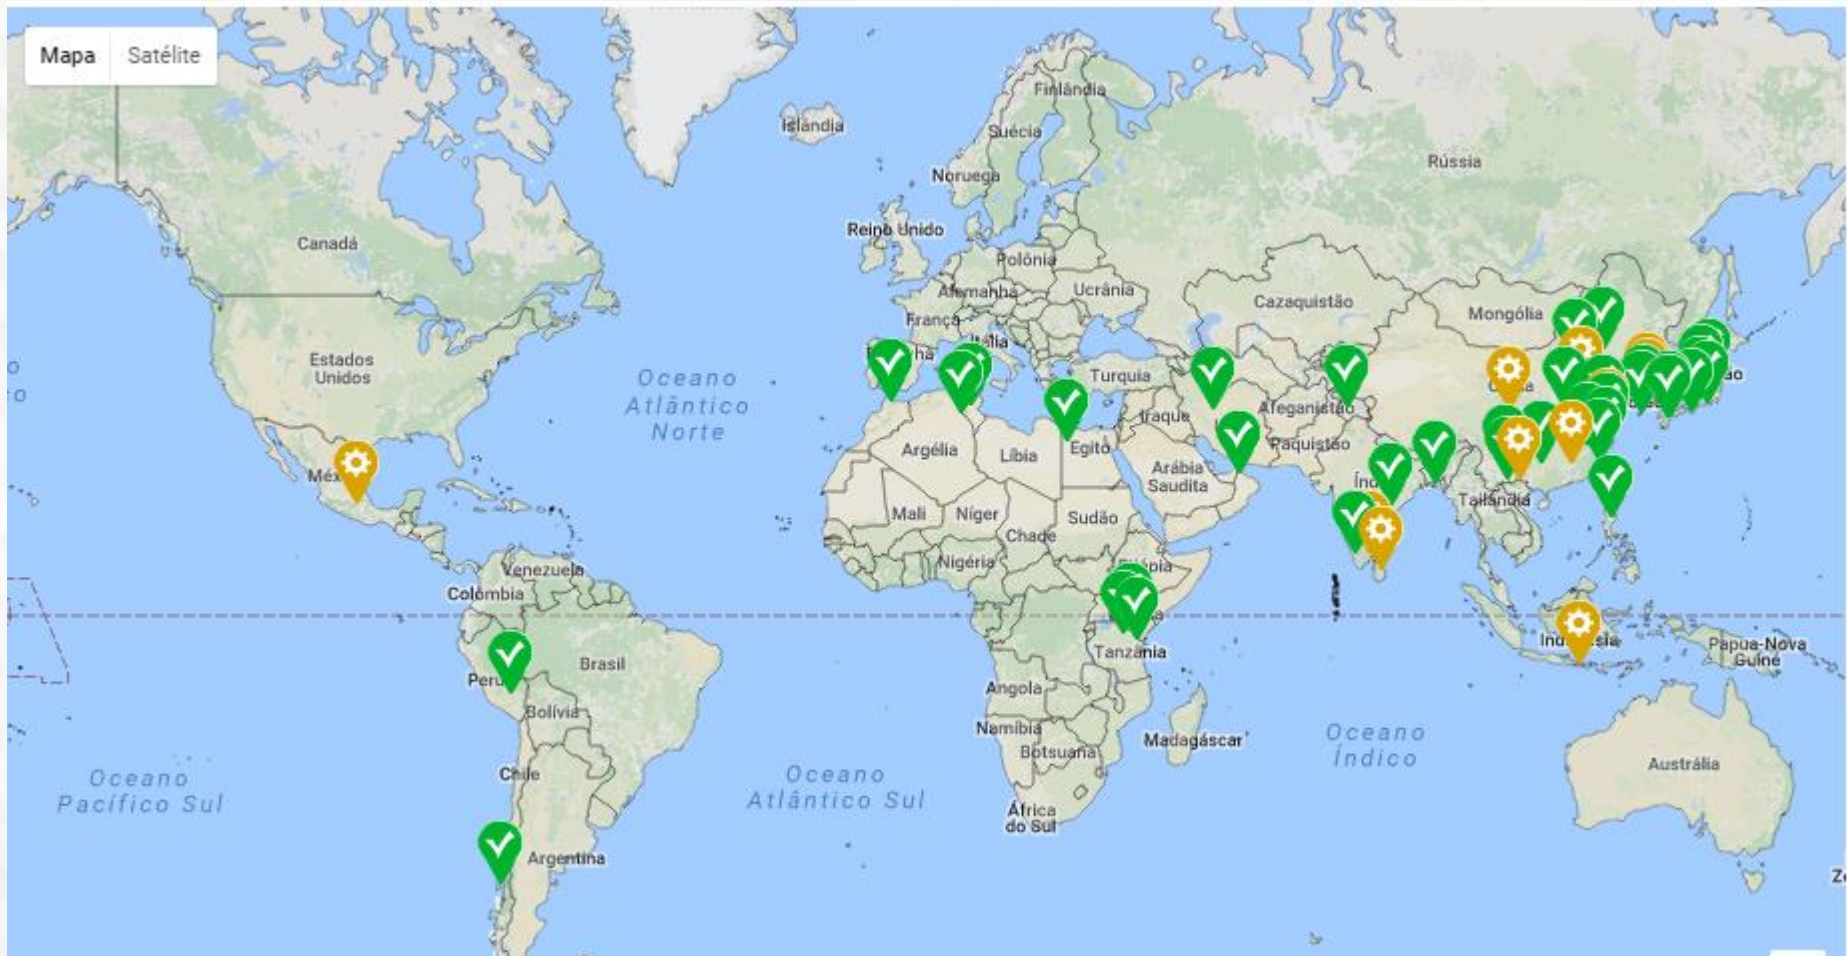 Mapa Satélite
Finlândia
Islândia
Suécia
Rússia
Noruega
Reino Unido
Canadá
Polônia
Alemanha
Ucrânia
Cazaquistão
Mongólia
França
Estados
Unidos
Turquia
Oceano
Atlântico
Norte
Iraque
Afeganistão
Paquistão
Argélia
Líbia
Egito
Arábia
Saudita
Tailândia
Mali
Níger
Chade
Sudão
Nigéria
Venezuela
Colômbia
Brasil
Tanzânia
Papua-Nova
Guiné
Angola
Bolívia
Namíbia
Botsuana
Madagáscar
Oceano
Índico
Austrália
Chile
Oceano
Pacífico Sul
Oceano
Atlântico Sul
África
do Sul
Argentina